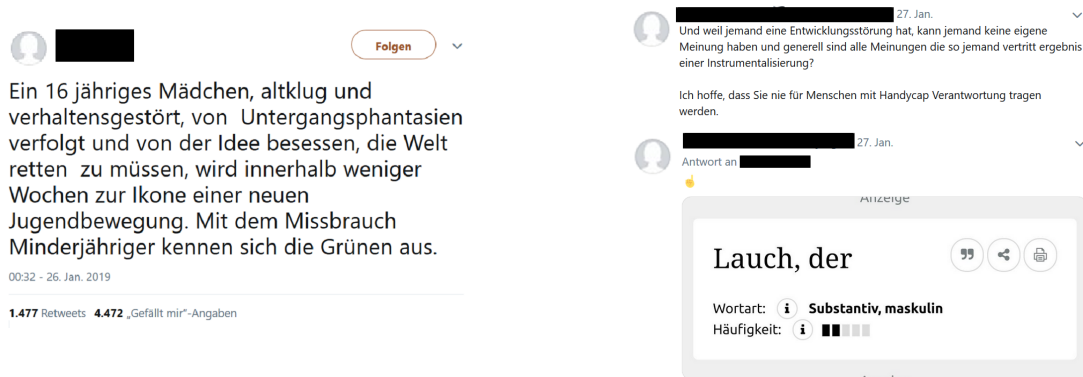 Folgen
Ein 16 jähriges Mädchen, altklug und
verhaltensgestört, von Untergangsphantasien
verfolgt und von der Idee besessen, die Welt
retten zu müssen, wird innerhalb weniger
Wochen zur Ikone einer neuen
Jugendbewegung. Mit dem Missbrauch
Minderjähriger kennen sich die Grünen aus.
00:32 - 26. Jan. 2019
1.477 Retweets 4.472 „Gefällt mir"-Angaben
27. Jan.
Und weil jemand eine Entwicklungsstörung hat, kann jemand keine eigene
Meinung haben und generell sind alle Meinungen die so jemand vertritt ergebnis
einer Instrumentalisierung?
Ich hoffe, dass Sie nie für Menschen mit Handycap Verantwortung tragen
werden.
27. Jan.
Antwort an
☝
Anzeige
Lauch, der
Wortart: i Substantiv, maskulin
Häufigkeit: i